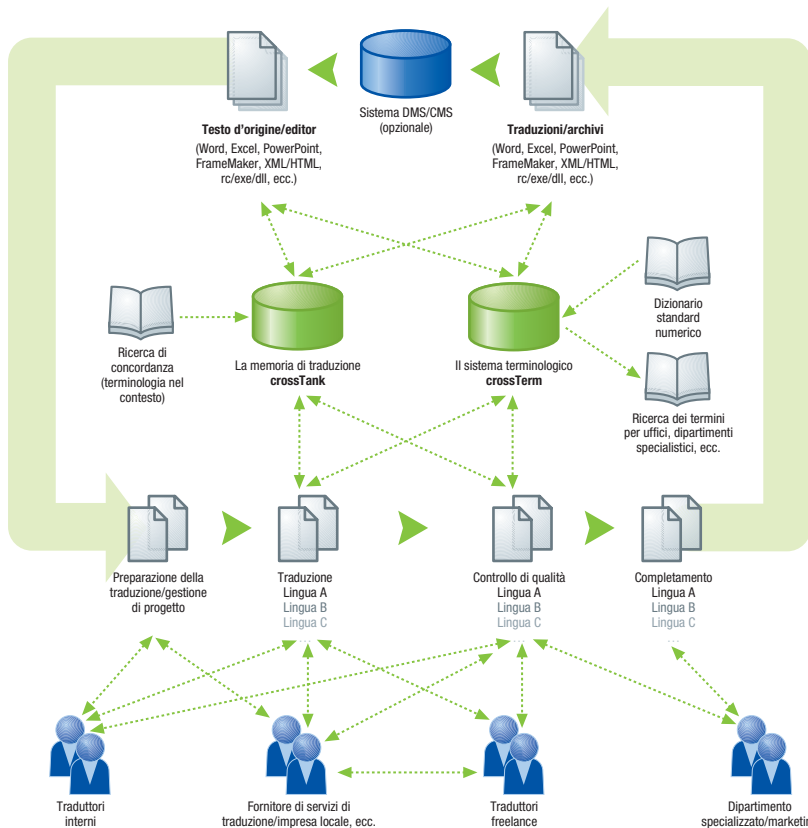 Sistema DMS/CMS
(opzionale)
Testo d'origine/editor
(Word, Excel, PowerPoint,
FrameMaker, XML/HTML,
rc/exe/dll, ecc.)
Traduzioni/archivi
(Word, Excel, PowerPoint,
FrameMaker, XML/HTML,
rc/exe/dll, ecc.)
Ricerca di
concordanza
(terminologia nel
contesto)
La memoria di traduzione
crossTank
Il sistema terminologico
crossTerm
Dizionario
standard
numerico
Ricerca dei termini
per uffici, dipartimenti
specialistici, ecc.
Preparazione della
traduzione/gestione
di progetto
Traduzione
Lingua A
Lingua B
Lingua C
...
Controllo di qualità
Lingua A
Lingua B
Lingua C
...
Completamento
Lingua A
Lingua B
Lingua C
...
Traduttori
interni
Fornitore di servizi di
traduzione/impresa locale, ecc.
Traduttori
freelance
Dipartimento
specializzato/marketin